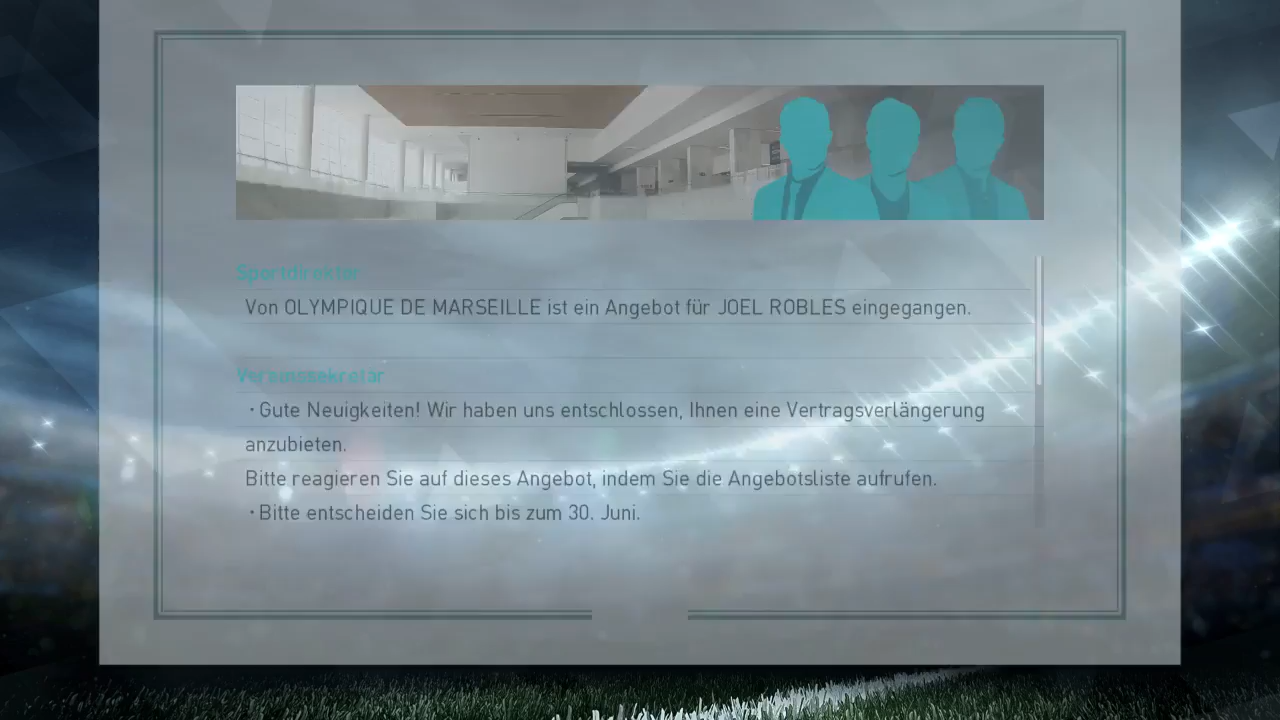 Sportdirektor
Von OLYMPIQUE DE MARSEILLE ist ein Angebot für JOEL ROBLES eingegangen.
Vereinssekretär
・Gute Neuigkeiten! Wir haben uns entschlossen, Ihnen eine Vertragsverlängerung
anzubieten.
Bitte reagieren Sie auf dieses Angebot, indem Sie die Angebotsliste aufrufen.
・Bitte entscheiden Sie sich bis zum 30. Juni.